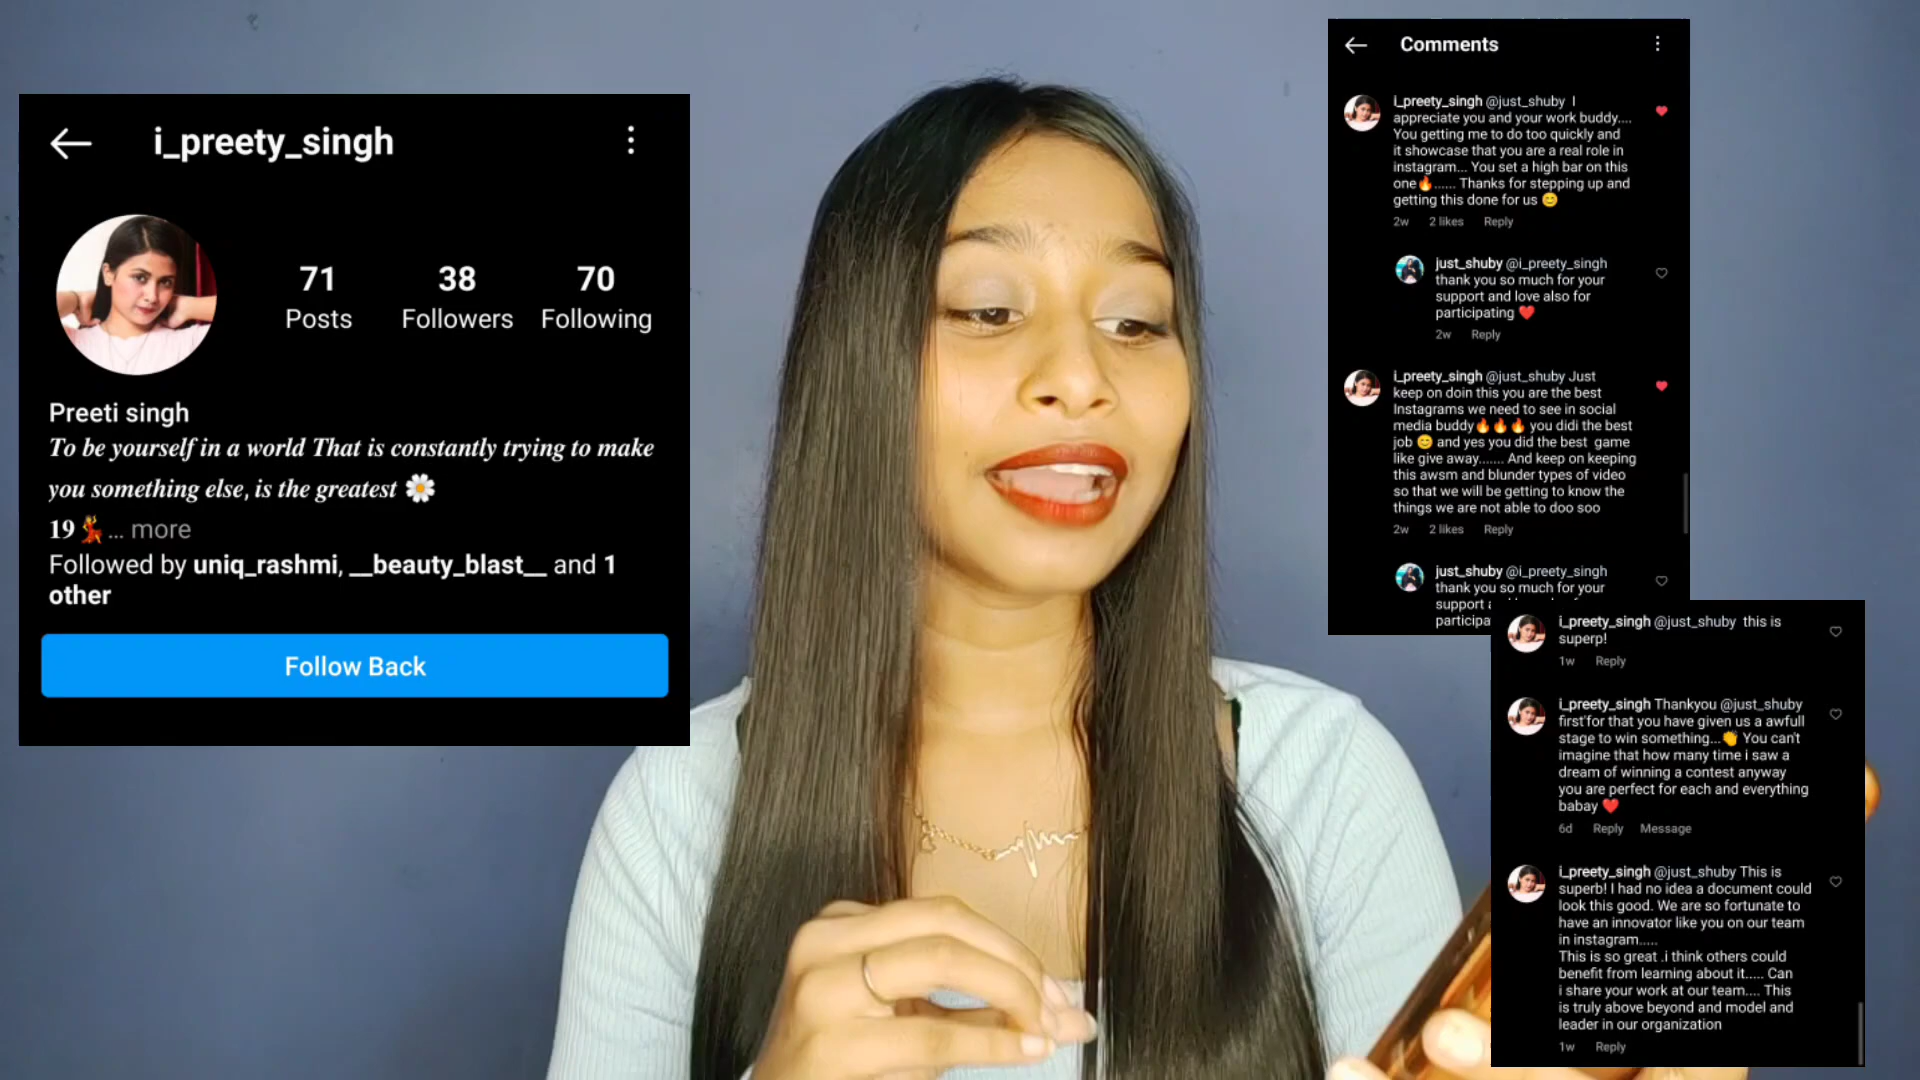 i_preety_singh
71
38
70
Posts
Followers
Following
Preeti singh
To be yourself in a world That is constantly trying to make
you something else, is the greatest 🌼
19💃... more
Followed by uniq_rashmi, __beauty_blast__ and 1
other
Follow Back
Comments
i_preety_singh @just_shuby I
appreciate you and your work buddy....
You getting me to do too quickly and
it showcase that you are a real role in
instagram... You set a high bar on this
one🔥...... Thanks for stepping up and
getting this done for us 😊
2w 2 likes Reply
just_shuby @i_preety_singh
thank you so much for your
support and love also for
participating ❤️
2w Reply
i_preety_singh @just_shuby Just
keep on doin this you are the best
Instagrams we need to see in social
media buddy🔥🔥🔥 you didi the best
job 😊 and yes you did the best game
like give away....... And keep on keeping
this awsm and blunder types of video
so that we will be getting to know the
things we are not able to doo soo
2w 2 likes Reply
just_shuby @i_preety_singh
thank you so much for your
support
participa
i_preety_singh @just_shuby this is
superp!
1w Reply
i_preety_singh Thankyou @just_shuby
first'for that you have given us a awfull
stage to win something...👏 You can't
imagine that how many time i saw a
dream of winning a contest anyway
you are perfect for each and everything
babay ❤️
6d Reply Message
i_preety_singh @just_shuby This is
superb! I had no idea a document could
look this good. We are so fortunate to
have an innovator like you on our team
in instagram.....
This is so great .i think others could
benefit from learning about it..... Can
i share your work at our team.... This
is truly above beyond and model and
leader in our organization
1w Reply